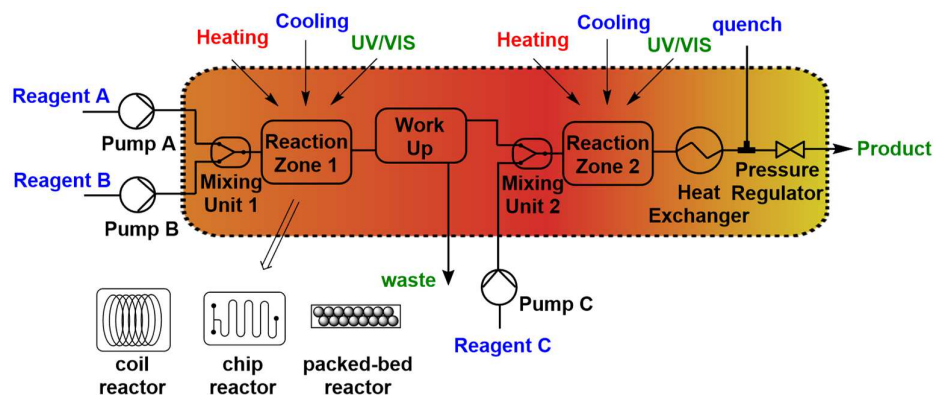 Heating
Cooling
UV/VIS
Heating
Cooling
UV/VIS
quench
Reagent A
Pump A
Reagent B
Pump B
Mixing
Unit 1
Reaction
Zone 1
Work
Up
Mixing
Unit 2
Reaction
Zone 2
Heat
Exchanger
Pressure
Regulator
Product
waste
Pump C
Reagent C
coil
reactor
chip
reactor
packed-bed
reactor